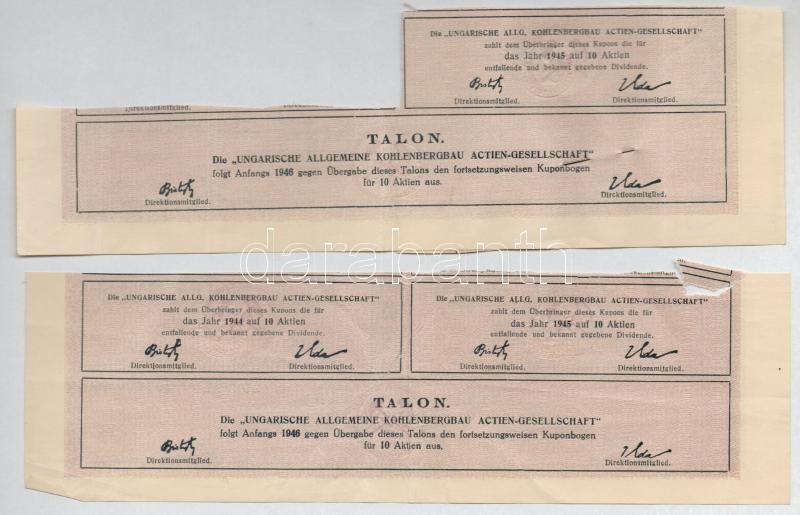 Die „UNGARISCHE ALLG. KOHLENBERGBAU ACTIEN-GESELLSCHAFT"
zahlt dem Überbringer dieses Kupons die für
das Jahr 1945 auf 10 Aktien
entfallende und bekannt gegebene Dividende.
Direktionsmitglied. Direktionsmitglied.
TALON.
Die „UNGARISCHE ALLGEMEINE KOHLENBERGBAU ACTIEN-GESELLSCHAFT"
folgt Anfangs 1946 gegen Übergabe dieses Talons den fortsetzungsweisen Kuponbogen
für 10 Aktien aus.
Direktionsmitglied. Direktionsmitglied.
darabanth
Die „UNGARISCHE ALLG. KOHLENBERGBAU ACTIEN-GESELLSCHAFT"
zahlt dem Überbringer dieses Kupons die für
das Jahr 1944 auf 10 Aktien
entfallende und bekannt gegebene Dividende.
Direktionsmitglied. Direktionsmitglied.
Die „UNGARISCHE ALLG. KOHLENBERGBAU ACTIEN-GESELLSCHAFT"
zahlt dem Überbringer dieses Kupons die für
das Jahr 1945 auf 10 Aktien
entfallende und bekannt gegebene Dividende.
Direktionsmitglied. Direktionsmitglied.
TALON.
Die „UNGARISCHE ALLGEMEINE KOHLENBERGBAU ACTIEN-GESELLSCHAFT"
folgt Anfangs 1946 gegen Übergabe dieses Talons den fortsetzungsweisen Kuponbogen
für 10 Aktien aus.
Direktionsmitglied. Direktionsmitglied.